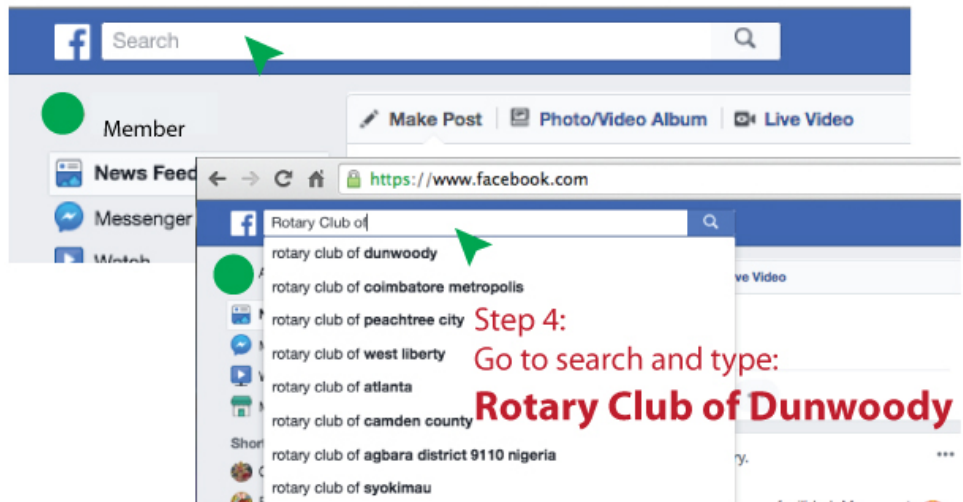 f Search
Member
Make Post Photo/Video Album Live Video
News Feed
Messenger
Watch
https://www.facebook.com
f Rotary Club of
rotary club of dunwoody
ve Video
rotary club of coimbatore metropolis
rotary club of peachtree city
rotary club of west liberty
rotary club of atlanta
rotary club of camden county
Shor
rotary club of agbara district 9110 nigeria
ry.
rotary club of syokimau
Step 4:
Go to search and type:
Rotary Club of Dunwoody